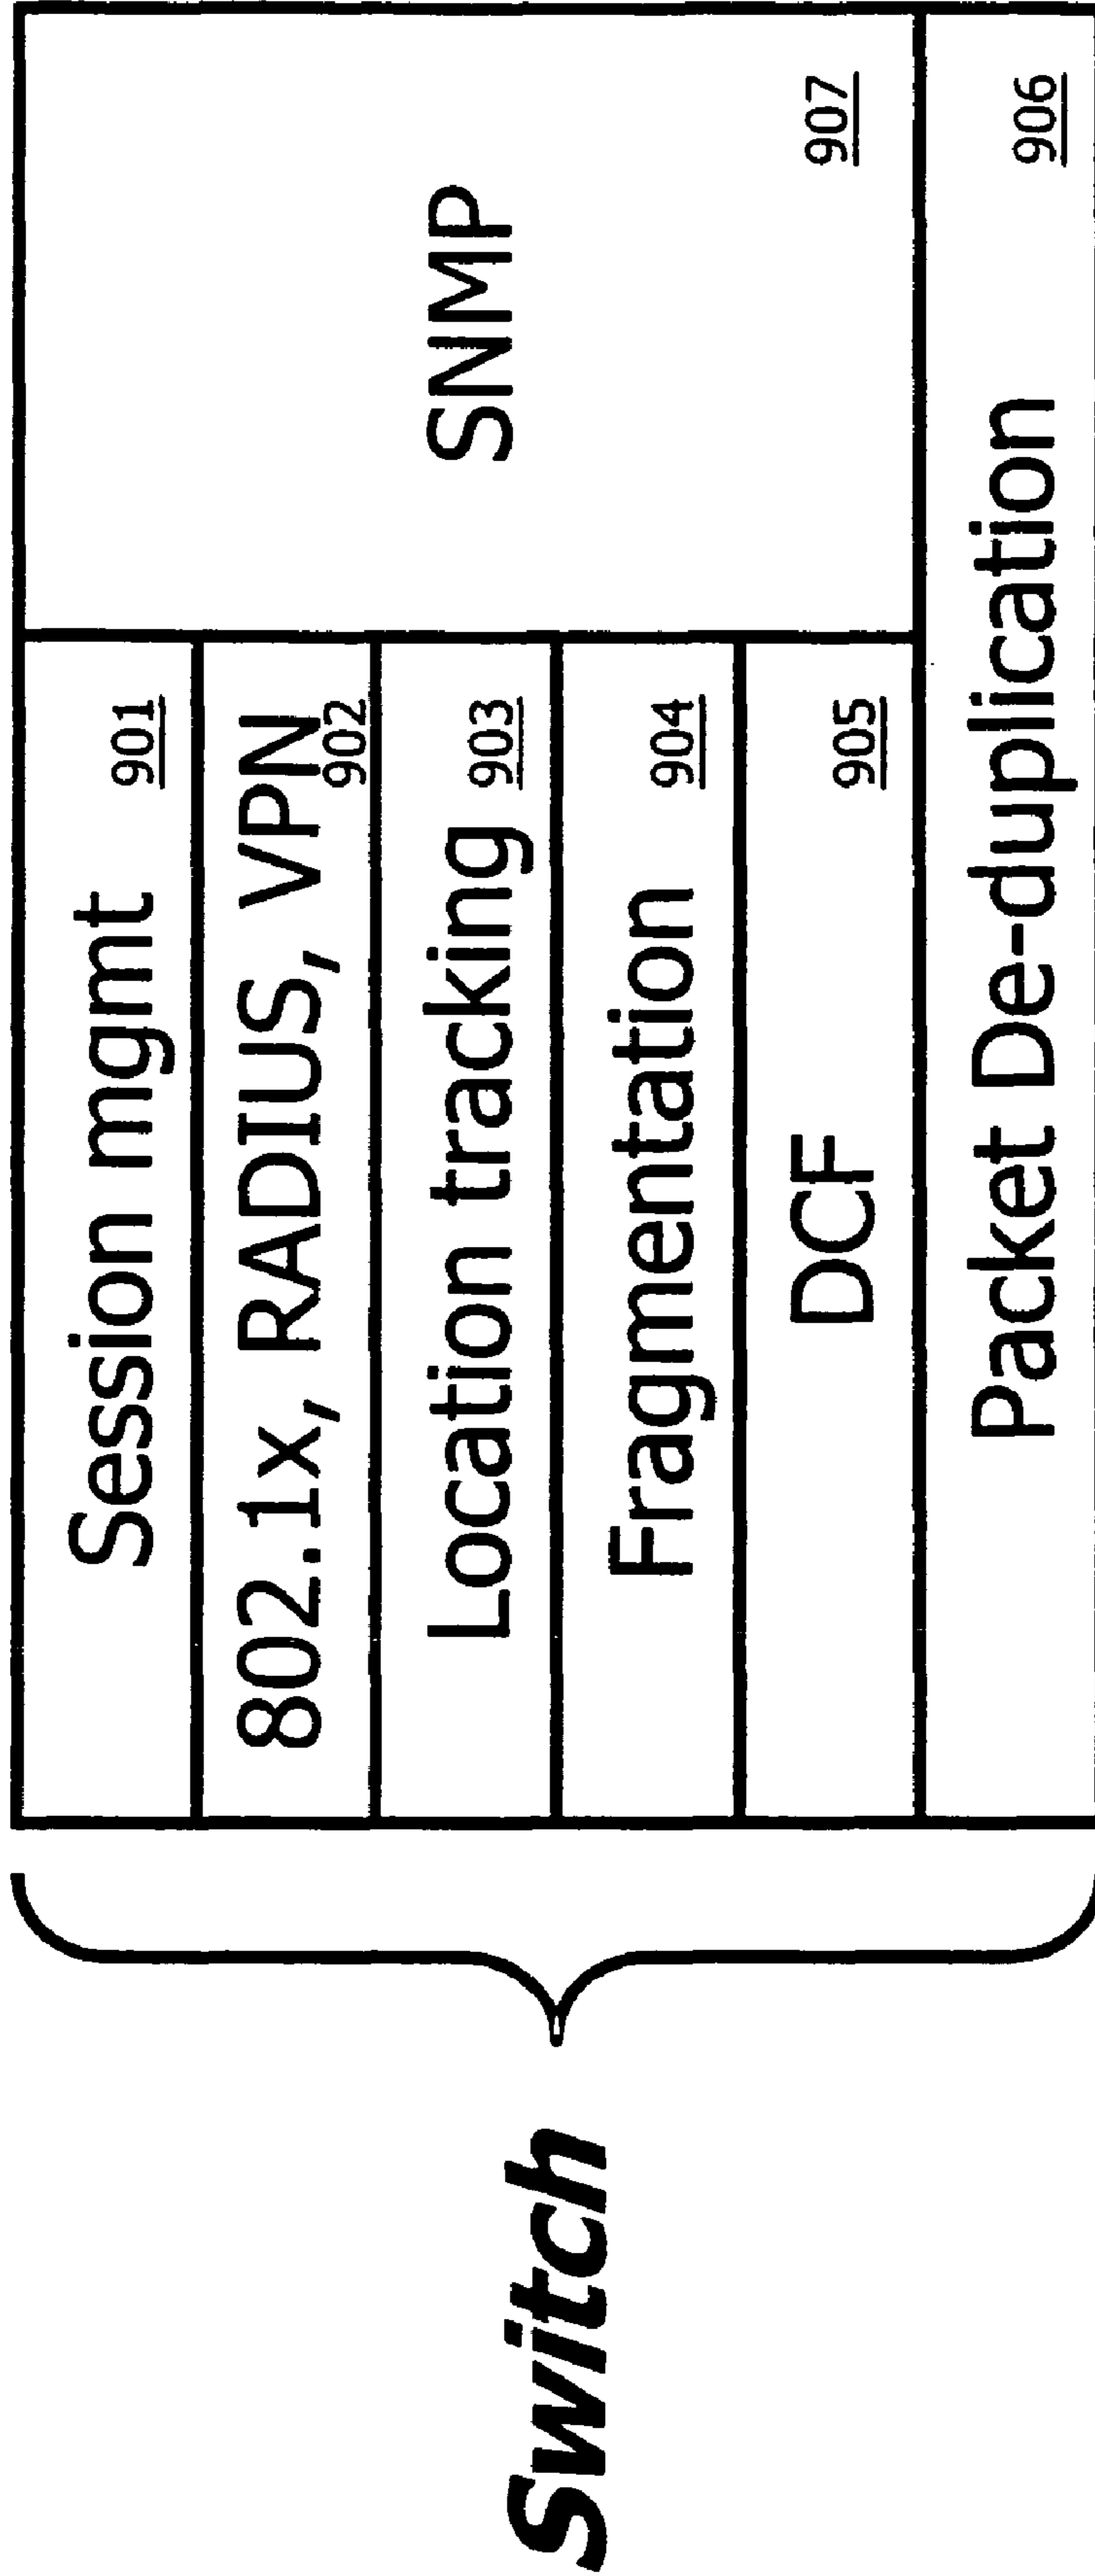 Switch
Session mgmt
901
802.1x, RADIUS, VPN
902
Location tracking
903
Fragmentation
904
DCF
905
SNMP
907
Packet De-duplication
906